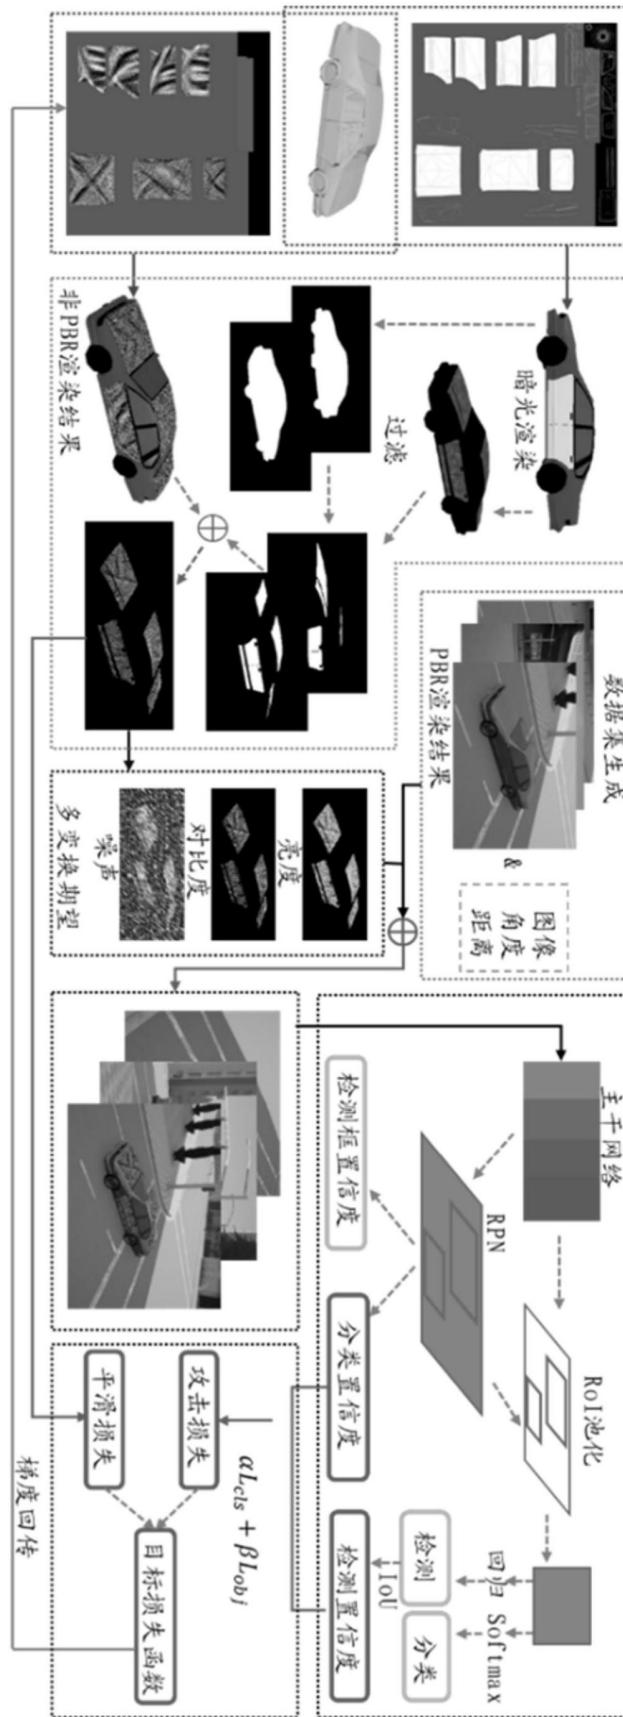 暗光渲染
过滤
非PBR渲染结果
数据集生成
PBR渲染结果
&
图像
角度
距离
亮度
对比度
噪声
多变换期望
主干网络
RPN
RoI池化
检测框置信度
分类置信度
回归
Softmax
检测
分类
IoU
检测置信度
αL_cls + βL_obj
攻击损失
平滑损失
目标损失函数
梯度回传